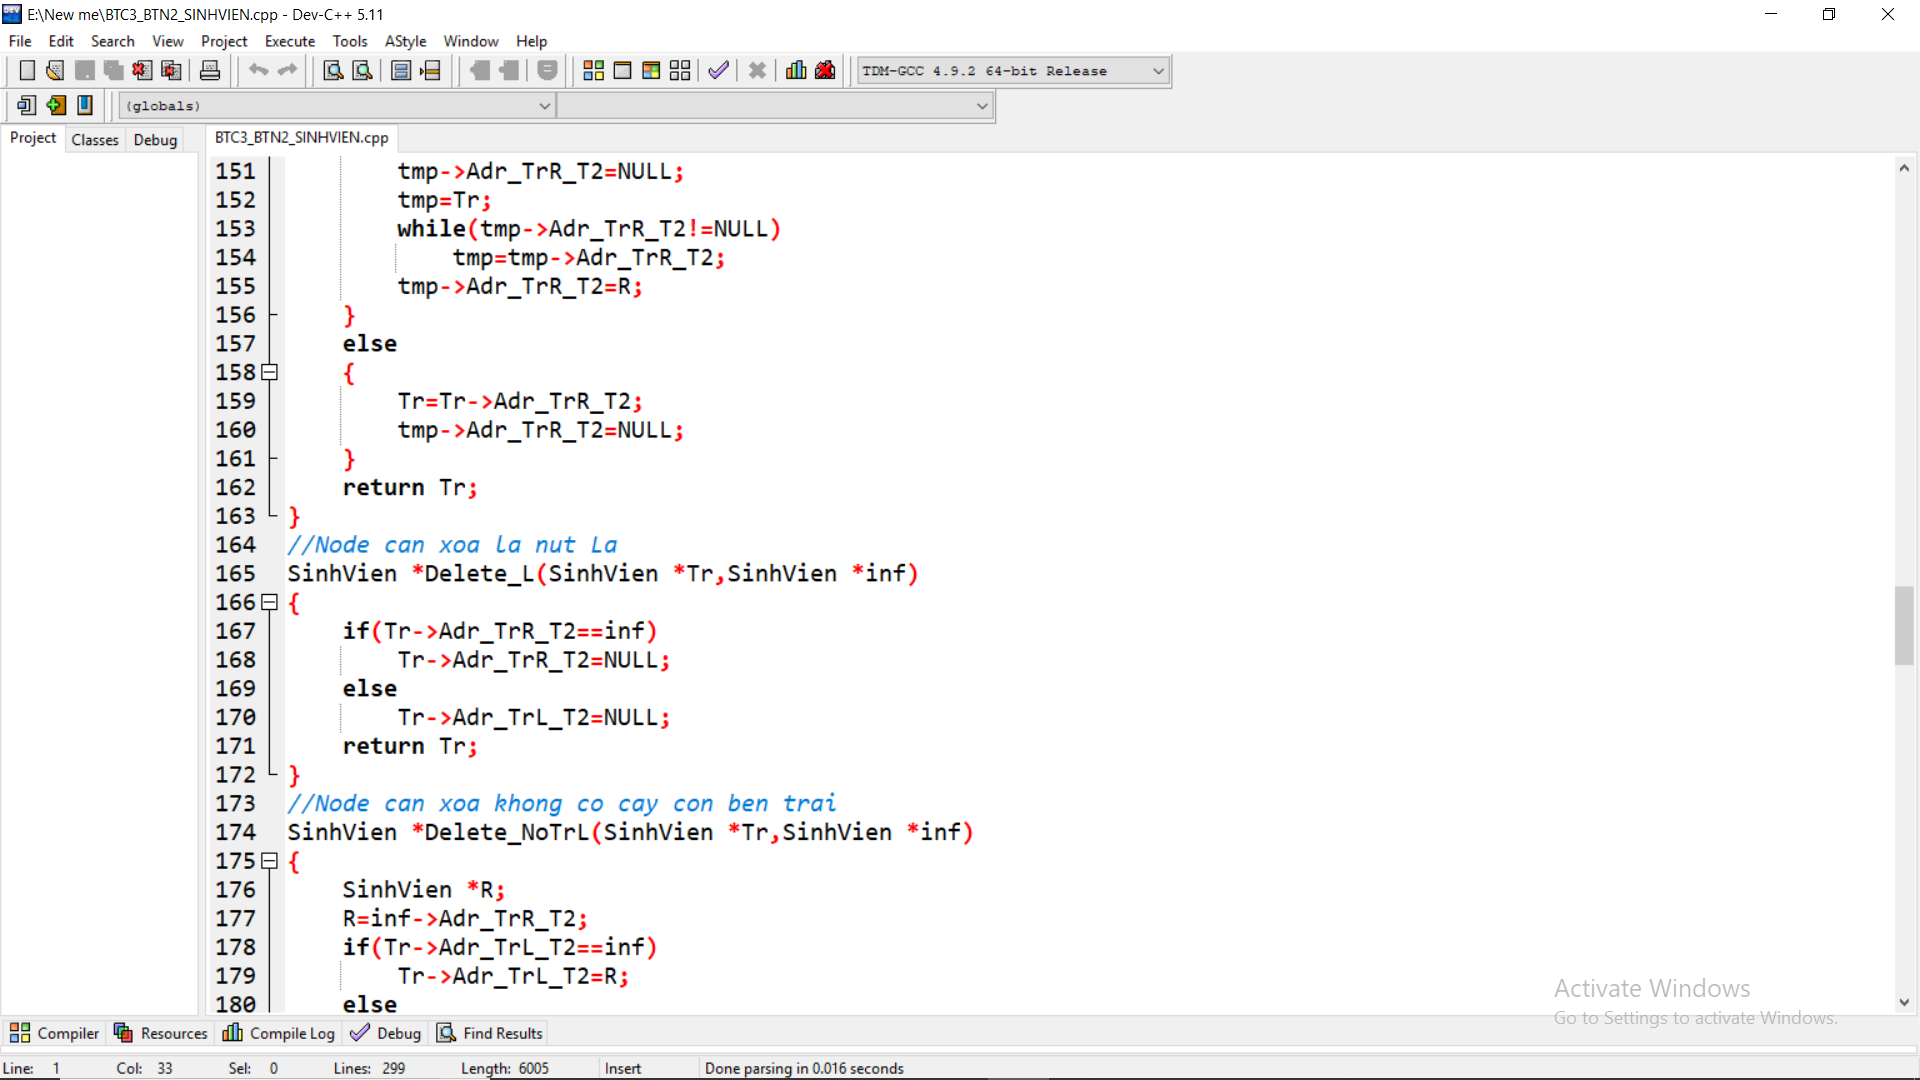 E:\New me\BTC3_BTN2_SINHVIEN.cpp - Dev-C++ 5.11
File Edit Search View Project Execute Tools AStyle Window Help
TDM-GCC 4.9.2 64-bit Release
(globals)
Project Classes Debug BTC3_BTN2_SINHVIEN.cpp
151 tmp->Adr_TrR_T2=NULL;
152 tmp=Tr;
153 while(tmp->Adr_TrR_T2!=NULL)
154 tmp=tmp->Adr_TrR_T2;
155 tmp->Adr_TrR_T2=R;
156 }
157 else
158 {
159 Tr=Tr->Adr_TrR_T2;
160 tmp->Adr_TrR_T2=NULL;
161 }
162 return Tr;
163 }
164 //Node can xoa la nut La
165 SinhVien *Delete_L(SinhVien *Tr,SinhVien *inf)
166 {
167 if(Tr->Adr_TrR_T2==inf)
168 Tr->Adr_TrR_T2=NULL;
169 else
170 Tr->Adr_TrL_T2=NULL;
171 return Tr;
172 }
173 //Node can xoa khong co cay con ben trai
174 SinhVien *Delete_NoTrL(SinhVien *Tr,SinhVien *inf)
175 {
176 SinhVien *R;
177 R=inf->Adr_TrR_T2;
178 if(Tr->Adr_TrL_T2==inf)
179 Tr->Adr_TrL_T2=R;
180 else
Activate Windows
Go to Settings to activate Windows.
Compiler Resources Compile Log Debug Find Results
Line: 1 Col: 33 Sel: 0 Lines: 299 Length: 6005 Insert Done parsing in 0.016 seconds